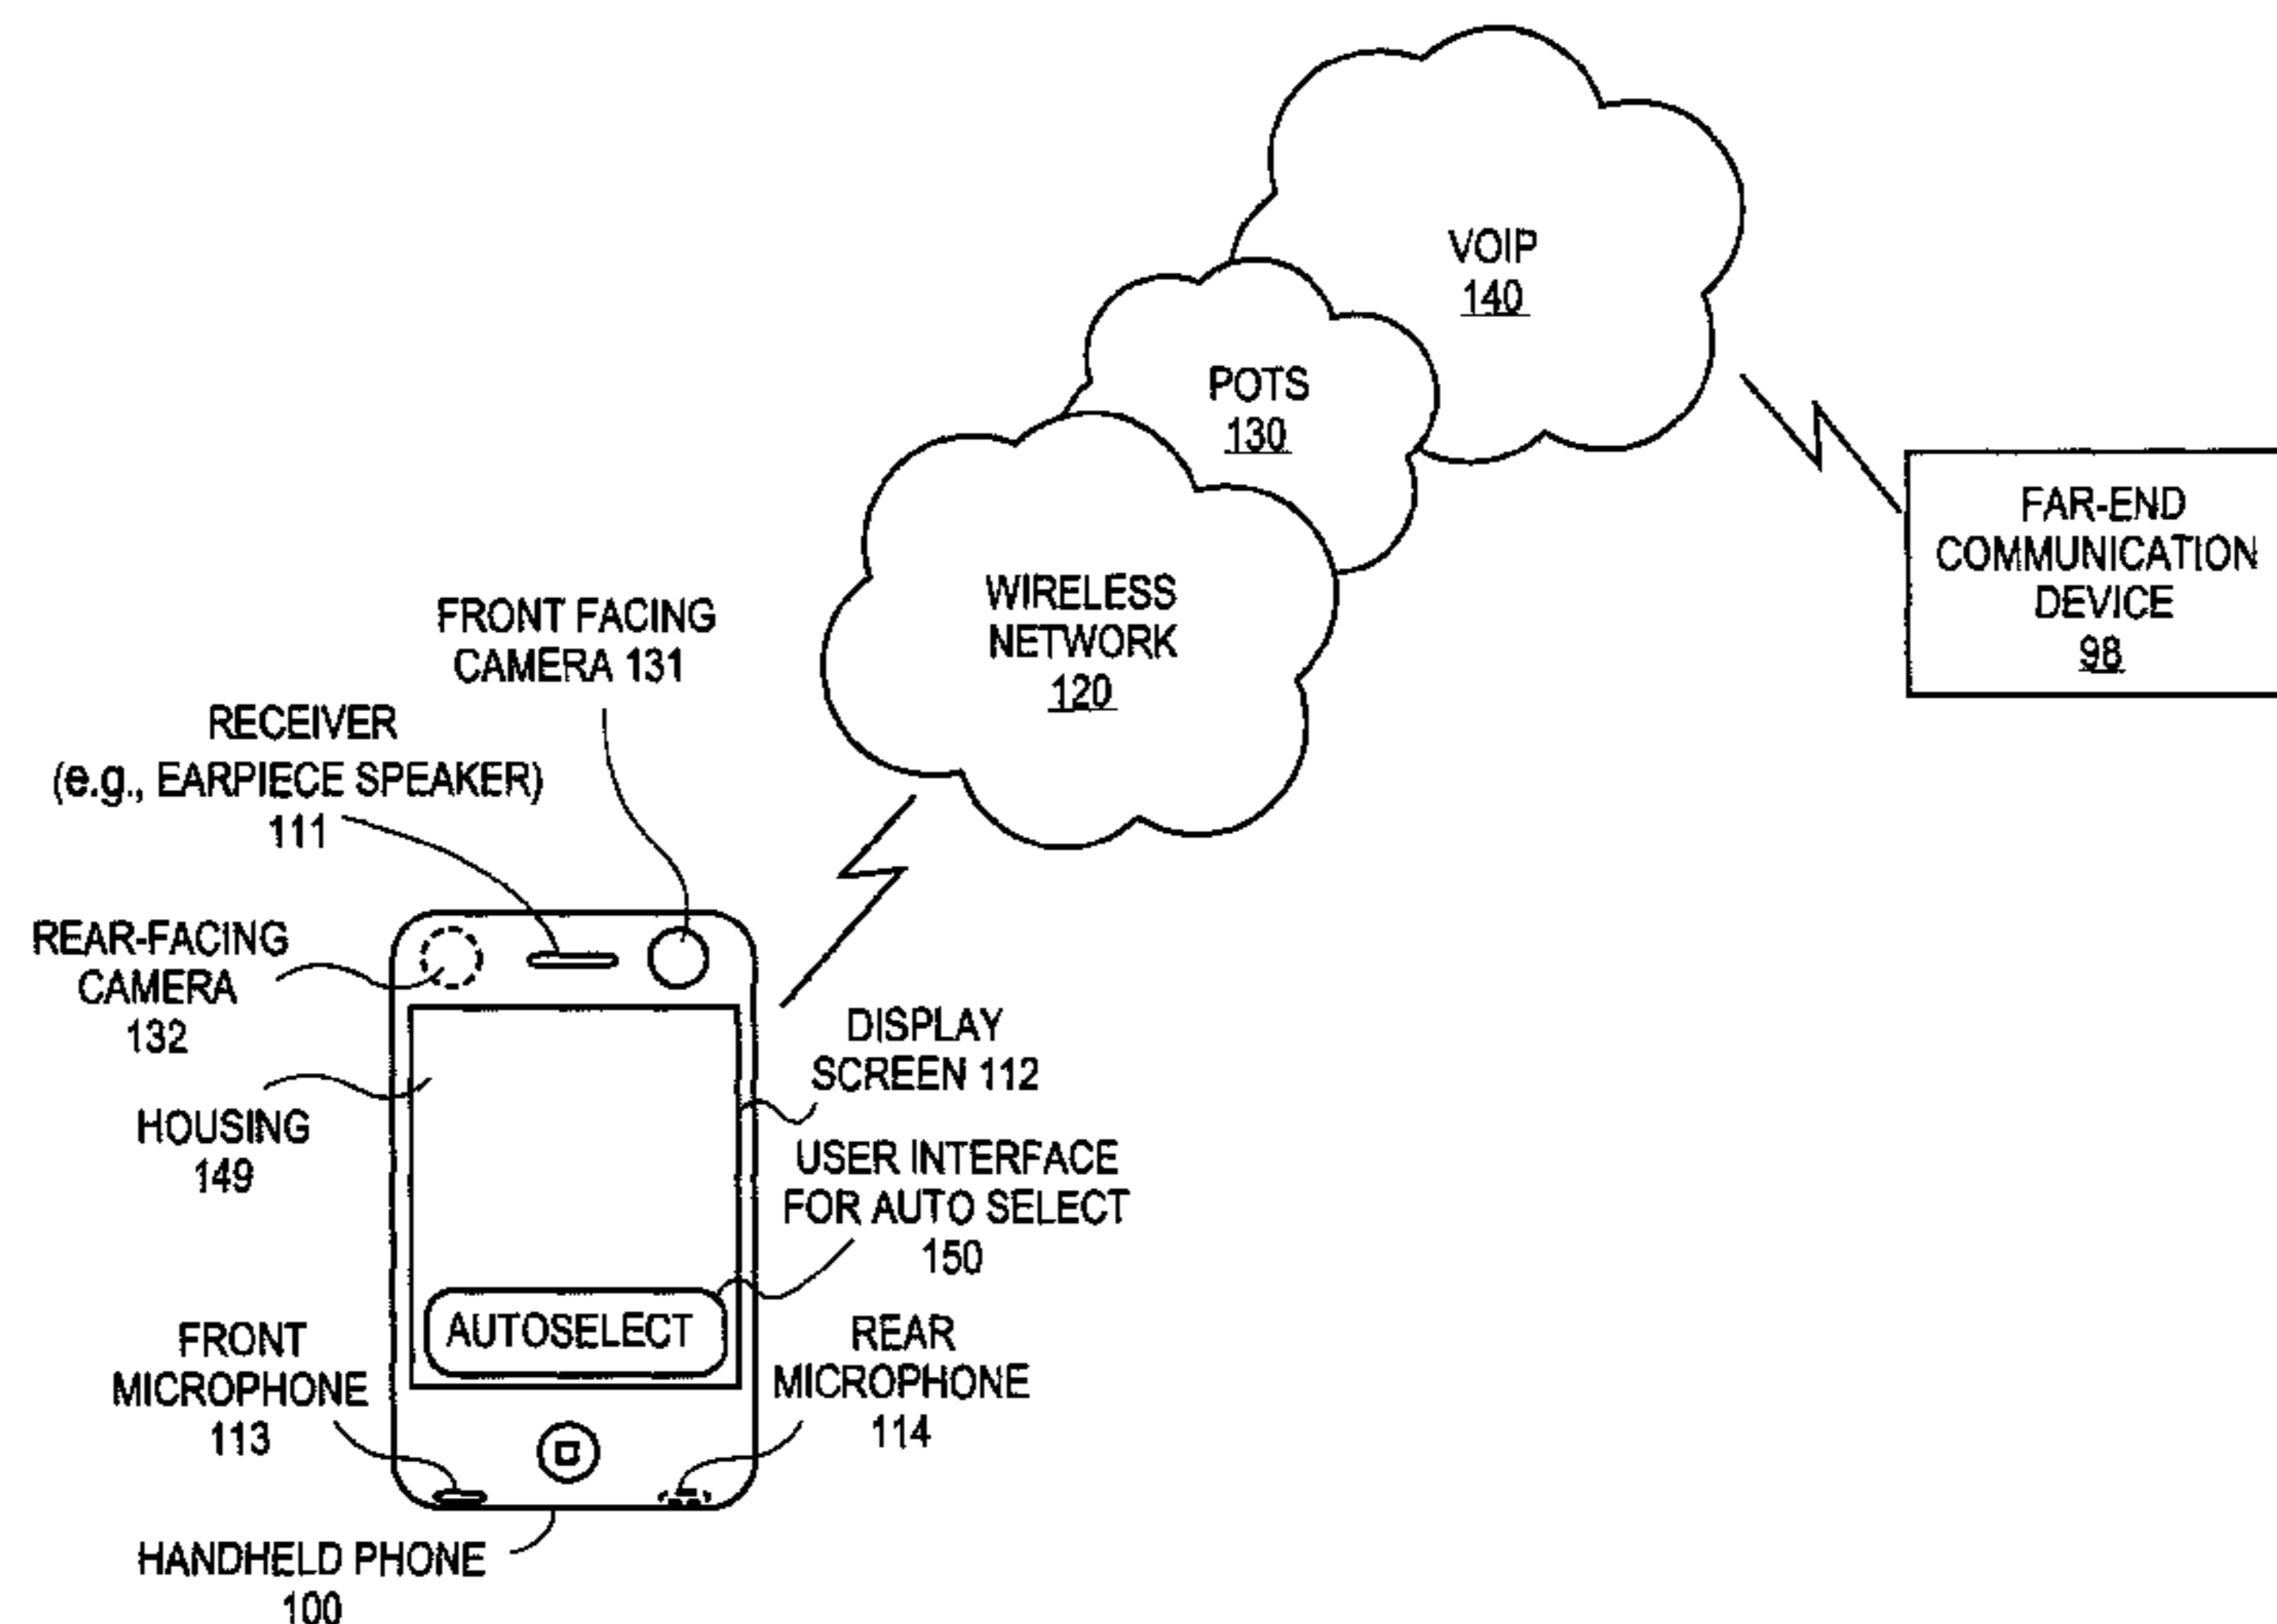 VOIP
140
POTS
130
WIRELESS
NETWORK
120
FAR-END
COMMUNICATION
DEVICE
98
FRONT FACING
CAMERA 131
RECEIVER
(e.g., EARPIECE SPEAKER)
111
REAR-FACING
CAMERA
132
HOUSING
149
DISPLAY
SCREEN 112
USER INTERFACE
FOR AUTO SELECT
150
AUTOSELECT
FRONT
MICROPHONE
113
REAR
MICROPHONE
114
HANDHELD PHONE
100